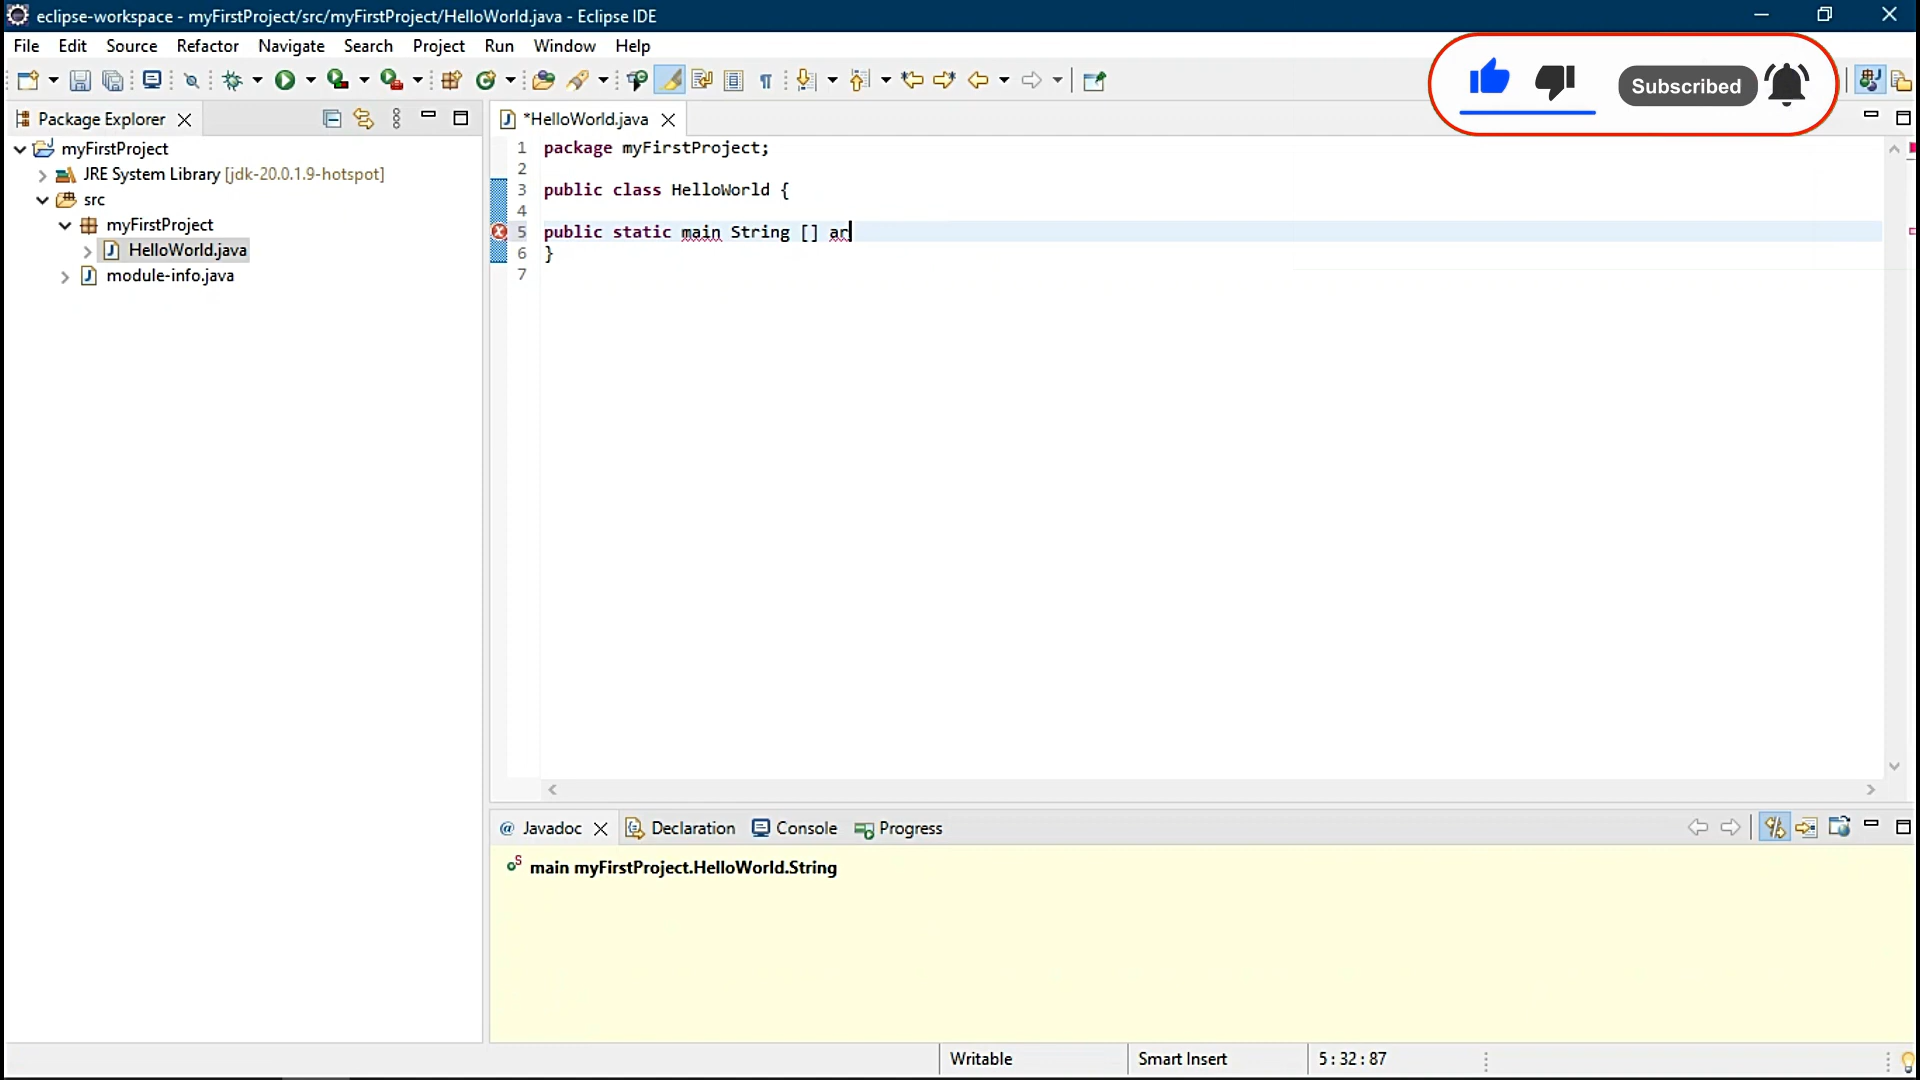 eclipse-workspace - myFirstProject/src/myFirstProject/HelloWorld.java - Eclipse IDE
File Edit Source Refactor Navigate Search Project Run Window Help
Subscribed
Package Explorer
*HelloWorld.java
myFirstProject
JRE System Library [jdk-20.0.1.9-hotspot]
src
myFirstProject
HelloWorld.java
module-info.java
1 package myFirstProject;
2
3 public class HelloWorld {
4
5 public static main String [] ar
6 }
7
@ Javadoc Declaration Console Progress
main myFirstProject.HelloWorld.String
Writable Smart Insert 5 : 32 : 87